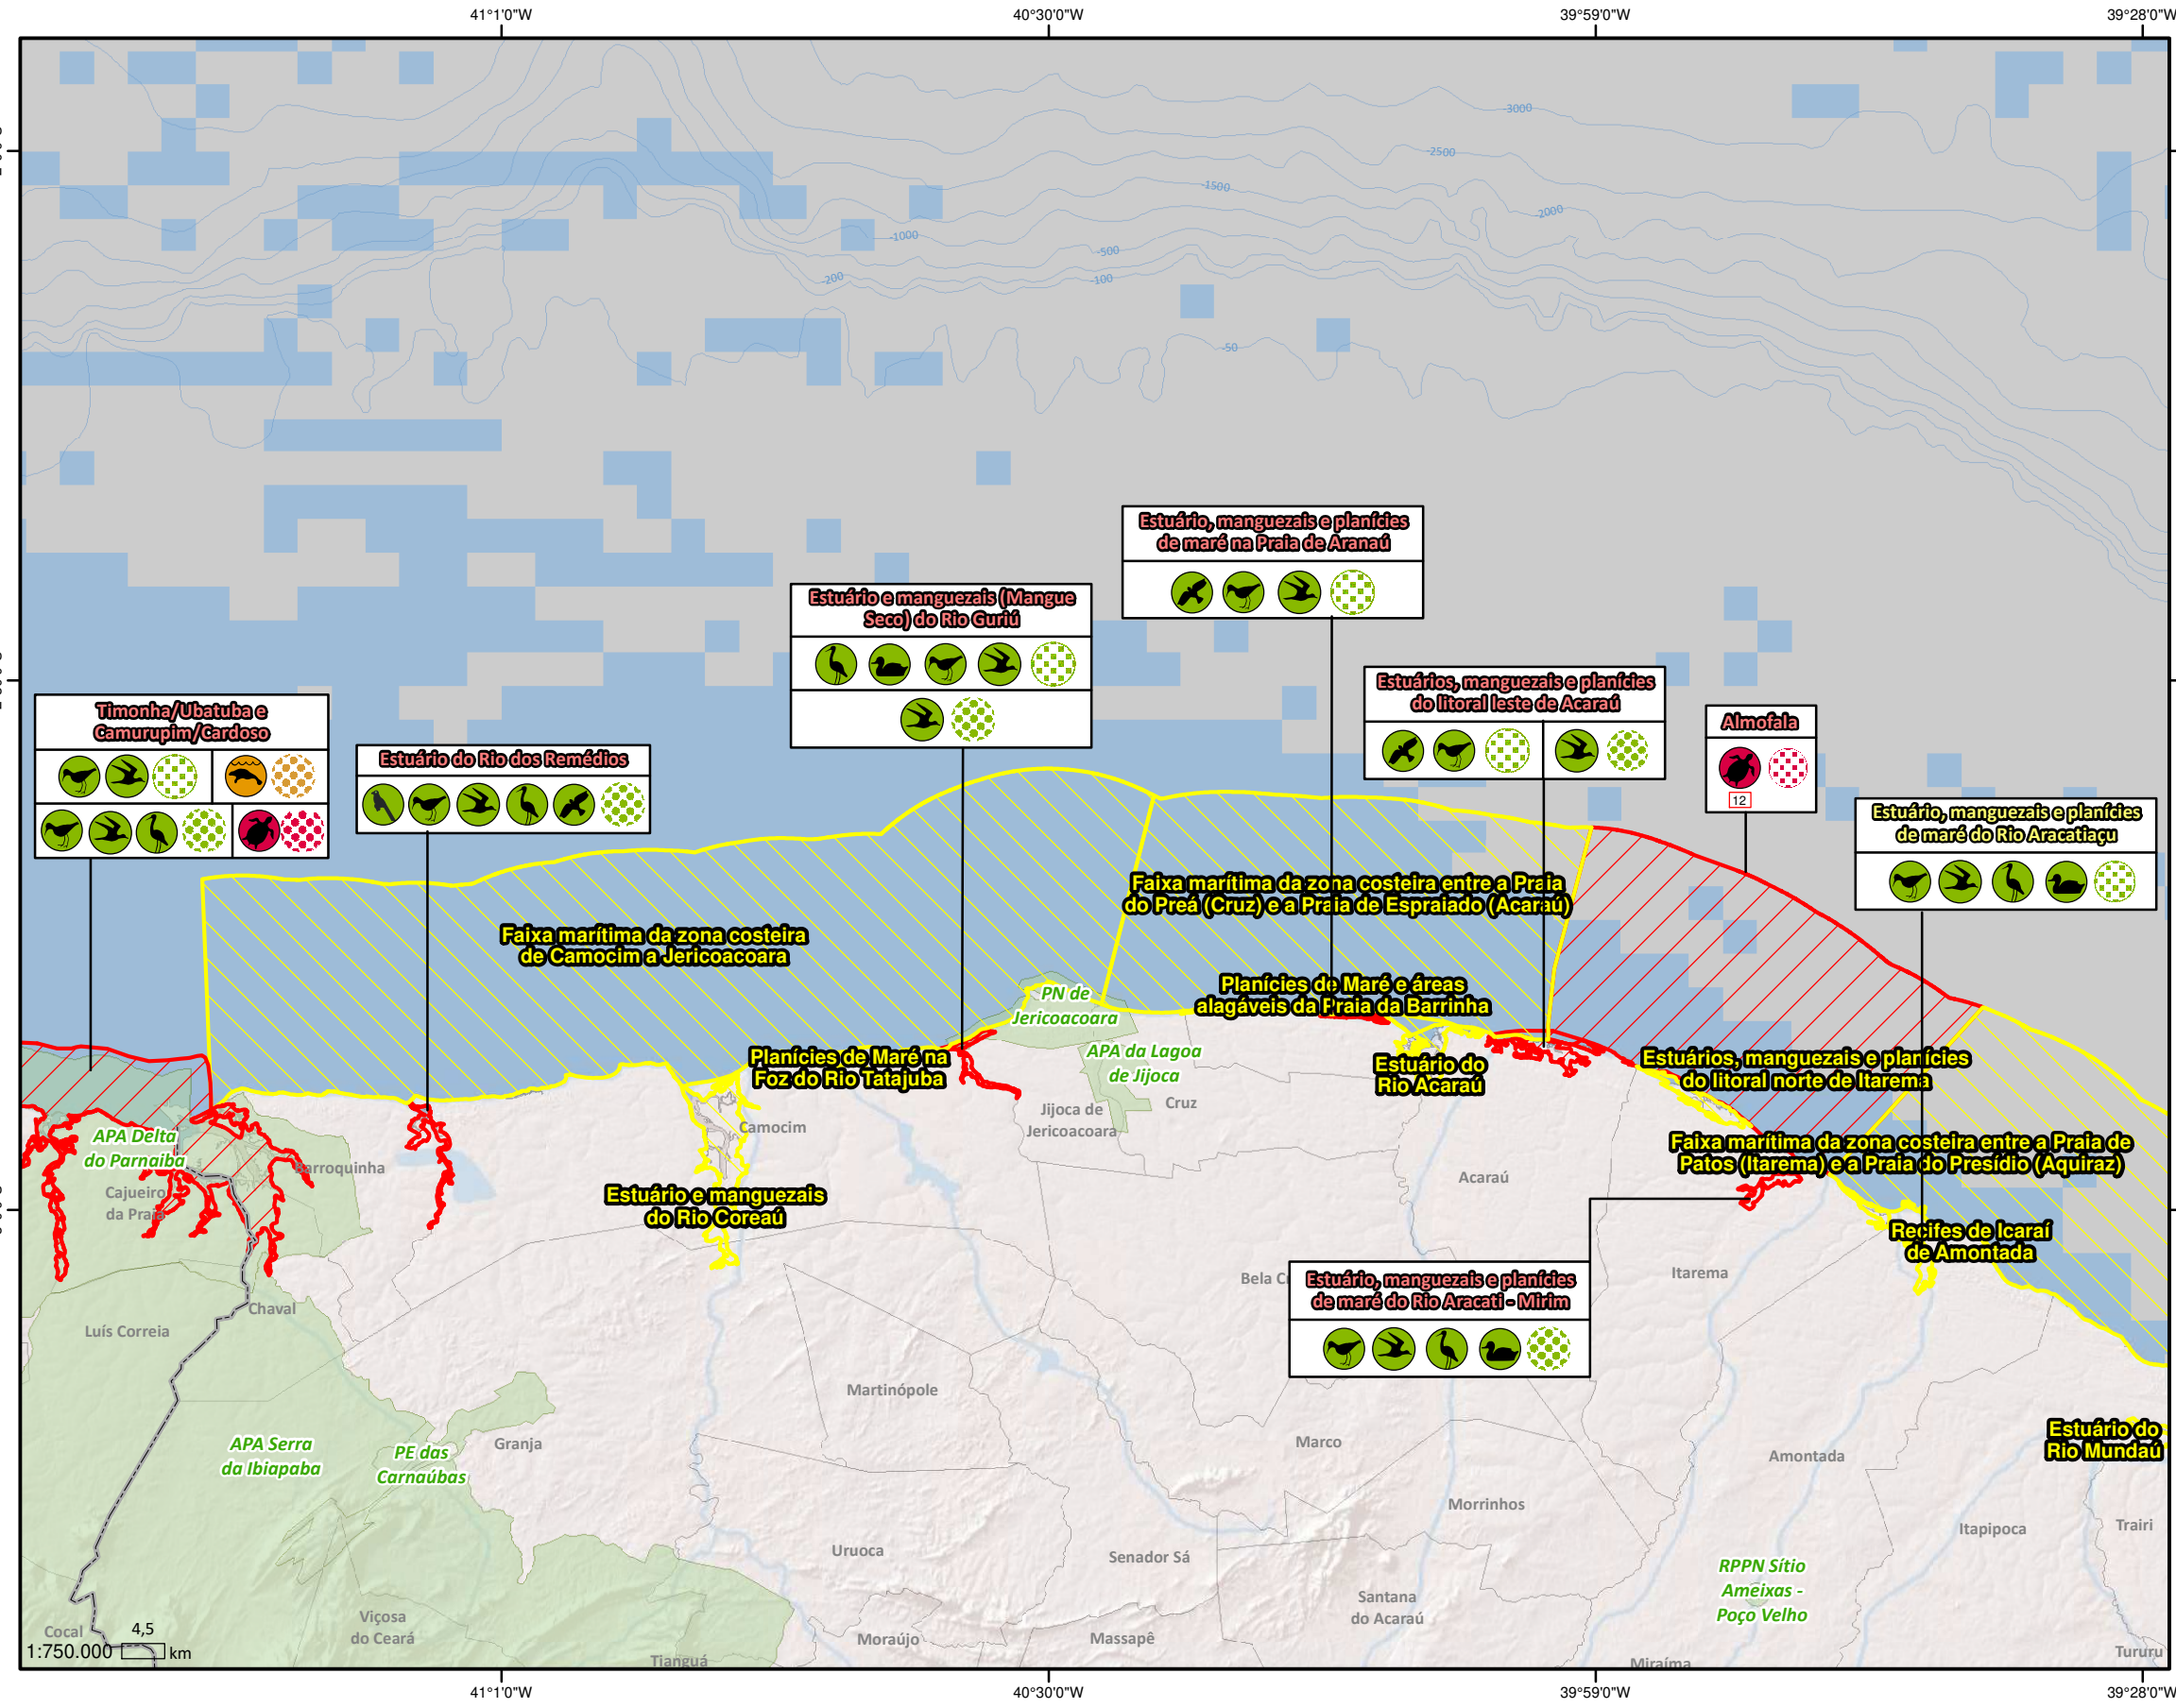 41°1'0"W
40°30'0"W
39°59'0"W
39°28'0"W
-3000
-2500
-1500
-2000
-1000
-500
-200
-100
-50
Estuário, manguezais e planícies
de maré na Praia de Aranaú
Estuário e manguezais (Mangue
Seco) do Rio Guriú
Estuários, manguezais e planícies
do litoral leste de Acaraú
Timonha/Ubatuba e
Camurupim/Cardoso
Estuário do Rio dos Remédios
Almofala
12
Estuário, manguezais e planícies
de maré do Rio Aracatiaçu
Faixa marítima da zona costeira entre a Praia
do Preá (Cruz) e a Praia de Espraiado (Acaraú)
Faixa marítima da zona costeira
de Camocim a Jericoacoara
PN de
Jericoacoara
Planícies de Maré e áreas
alagáveis da Praia da Barrinha
Planícies de Maré na
Foz do Rio Tatajuba
APA da Lagoa
de Jijoca
Estuário do
Rio Acaraú
Estuários, manguezais e planícies
do litoral norte de Itarema
Cruz
Jijoca de
Jericoacoara
Camocim
APA Delta
do Parnaiba
Barroquinha
Cajueiro
da Praia
Faixa marítima da zona costeira entre a Praia de
Patos (Itarema) e a Praia do Presídio (Aquiraz)
Acaraú
Estuário e manguezais
do Rio Coreaú
Recifes de Icaraí
de Amontada
Itarema
Bela C
Estuário, manguezais e planícies
de maré do Rio Aracati - Mirim
Chaval
Luís Correia
Martinópole
APA Serra
da Ibiapaba
PE das
Carnaúbas
Granja
Marco
Amontada
Estuário do
Rio Mundaú
Morrinhos
Itapipoca
Trairi
Uruoca
Senador Sá
RPPN Sítio
Ameixas -
Poço Velho
Santana
do Acaraú
Viçosa
do Ceará
Cocal
4,5
1:750.000
km
Moraújo
Massapê
Tianguá
Miraíma
Tururu
41°1'0"W
40°30'0"W
39°59'0"W
39°28'0"W